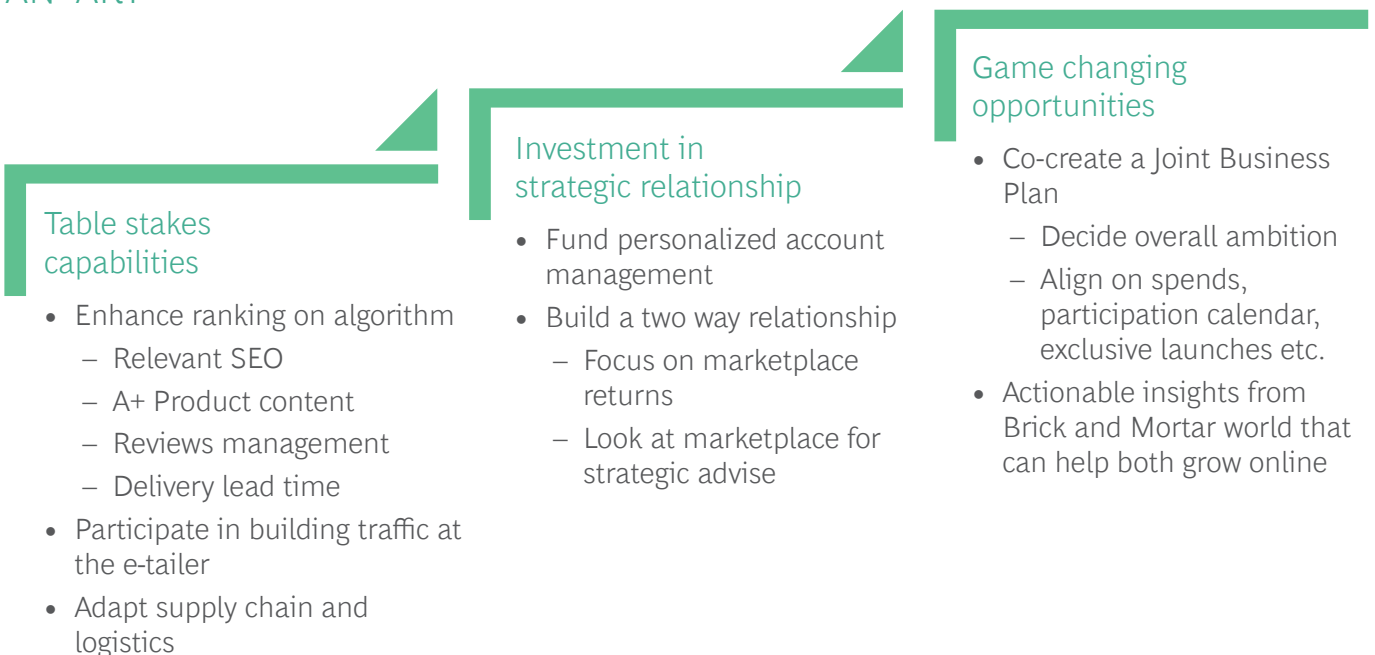 Table stakes
capabilities
• Enhance ranking on algorithm
– Relevant SEO
– A+ Product content
– Reviews management
– Delivery lead time
• Participate in building traffic at
the e-tailer
• Adapt supply chain and
logistics
Investment in
strategic relationship
• Fund personalized account
management
• Build a two way relationship
– Focus on marketplace
returns
– Look at marketplace for
strategic advise
Game changing
opportunities
• Co-create a Joint Business
Plan
– Decide overall ambition
– Align on spends,
participation calendar,
exclusive launches etc.
• Actionable insights from
Brick and Mortar world that
can help both grow online